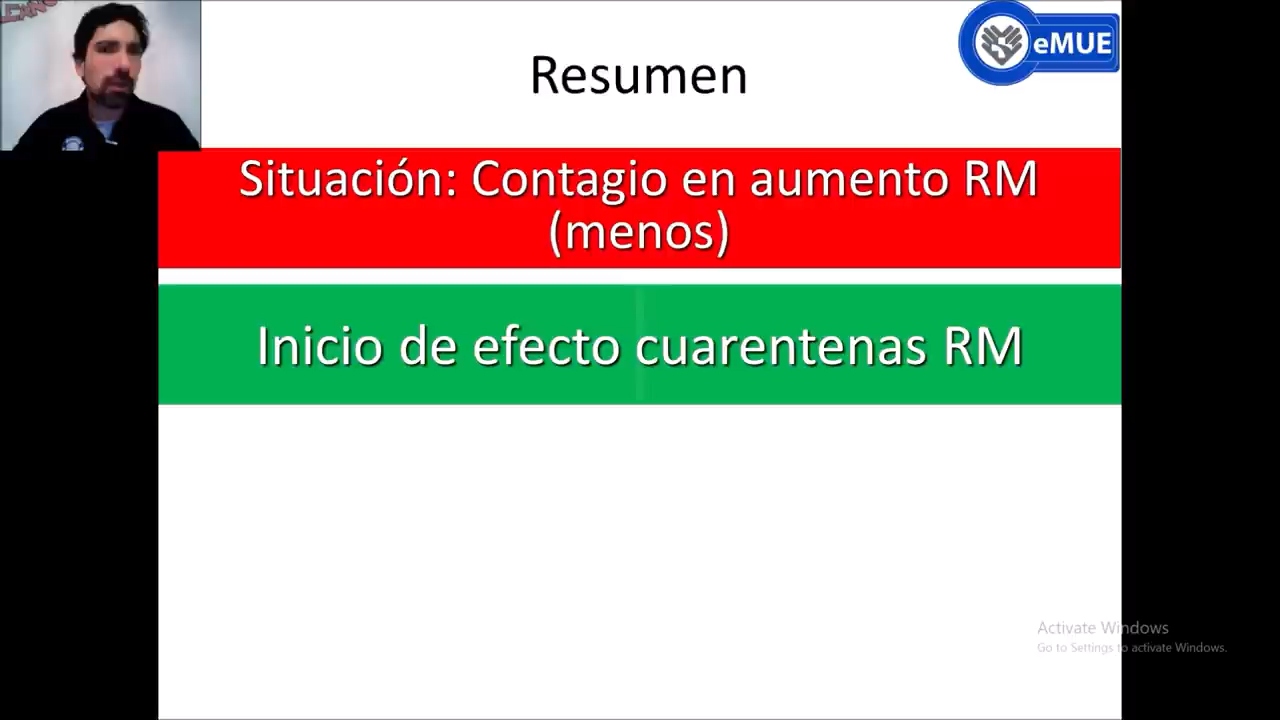 eMUE
Resumen
Situación: Contagio en aumento RM
(menos)
Inicio de efecto cuarentenas RM
Activate Windows
Go to Settings to activate Windows.